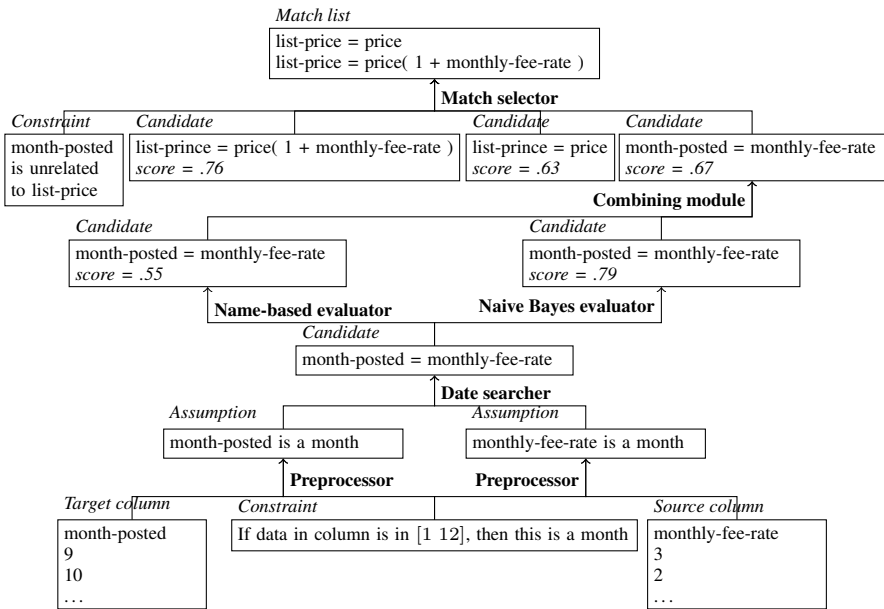 Match list
list-price = price
list-price = price( 1 + monthly-fee-rate )
Match selector
Constraint
month-posted
is unrelated
to list-price
Candidate
list-prince = price( 1 + monthly-fee-rate )
score = .76
Candidate
list-prince = price
score = .63
Candidate
month-posted = monthly-fee-rate
score = .67
Combining module
Candidate
month-posted = monthly-fee-rate
score = .55
Candidate
month-posted = monthly-fee-rate
score = .79
Name-based evaluator
Naive Bayes evaluator
Candidate
month-posted = monthly-fee-rate
Date searcher
Assumption
month-posted is a month
Assumption
monthly-fee-rate is a month
Preprocessor
Preprocessor
Target column
month-posted
9
10
...
Constraint
If data in column is in [1 12], then this is a month
Source column
monthly-fee-rate
3
2
...